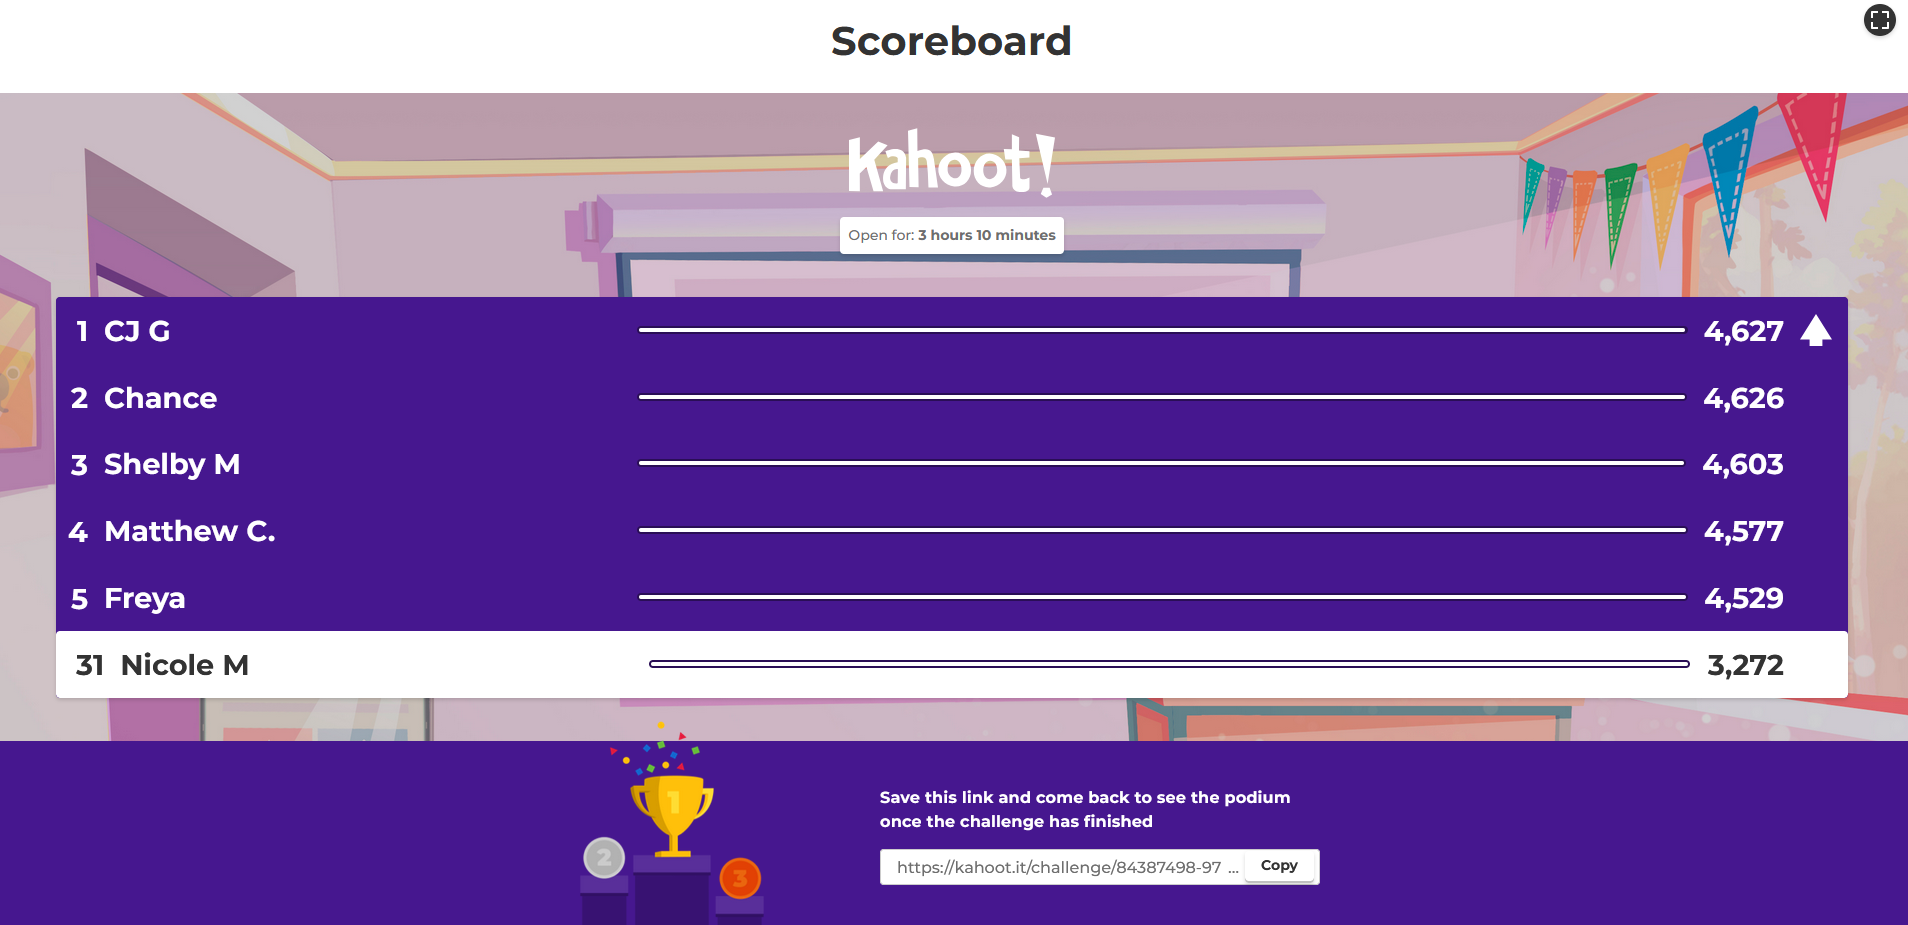 Scoreboard
Kahoot!
Open for: 3 hours 10 minutes
1 CJ G 4,627
2 Chance 4,626
3 Shelby M 4,603
4 Matthew C. 4,577
5 Freya 4,529
31 Nicole M 3,272
1
2
3
Save this link and come back to see the podium
once the challenge has finished
https://kahoot.it/challenge/84387498-97 ... Copy